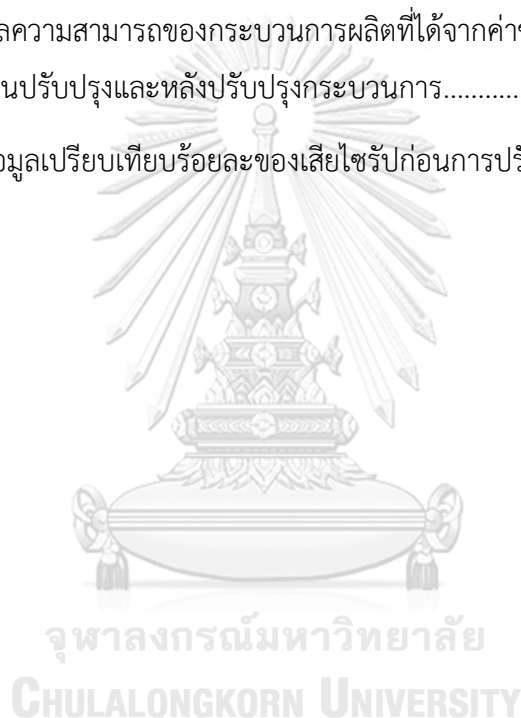 ลความสามารถของกระบวนการผลิตที่ได้จากค่า
นปรับปรุงและหลังปรับปรุงกระบวนการ...........
อมูลเปรียบเทียบร้อยละของเสียไซรัปก่อนการปรั
จุฬาลงกรณ์มหาวิทยาลัย
CHULALONGKORN UNIVERSITY